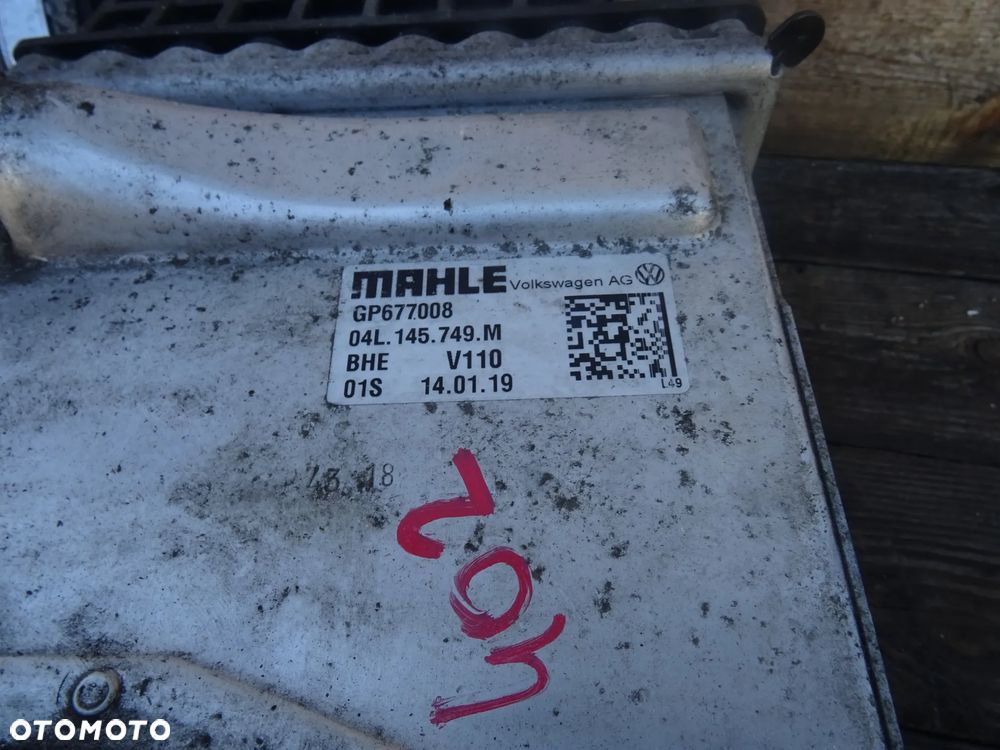 MAHLE Volkswagen AG
GP677008
04L.145.749.M
BHE V110
01S 14.01.19
L49
43 18
OTOMOTO